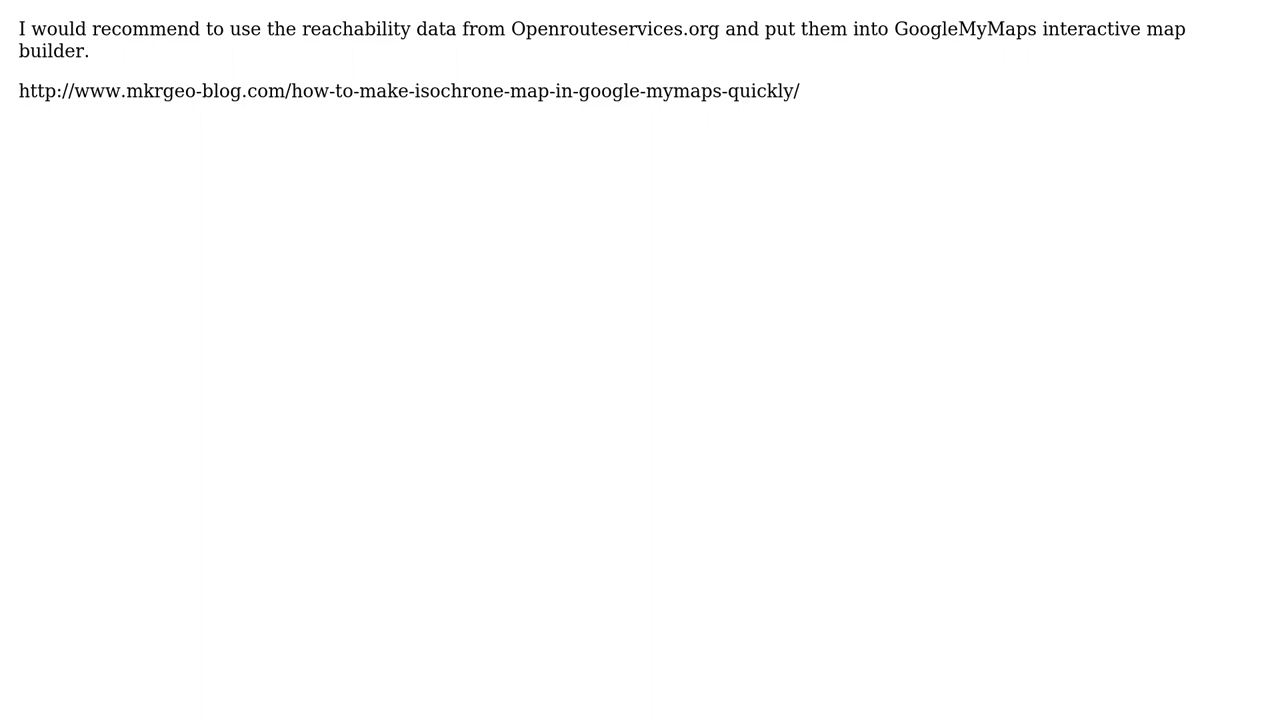 I would recommend to use the reachability data from Openrouteservices.org and put them into GoogleMyMaps interactive map
builder.
http://www.mkrgeo-blog.com/how-to-make-isochrone-map-in-google-mymaps-quickly/